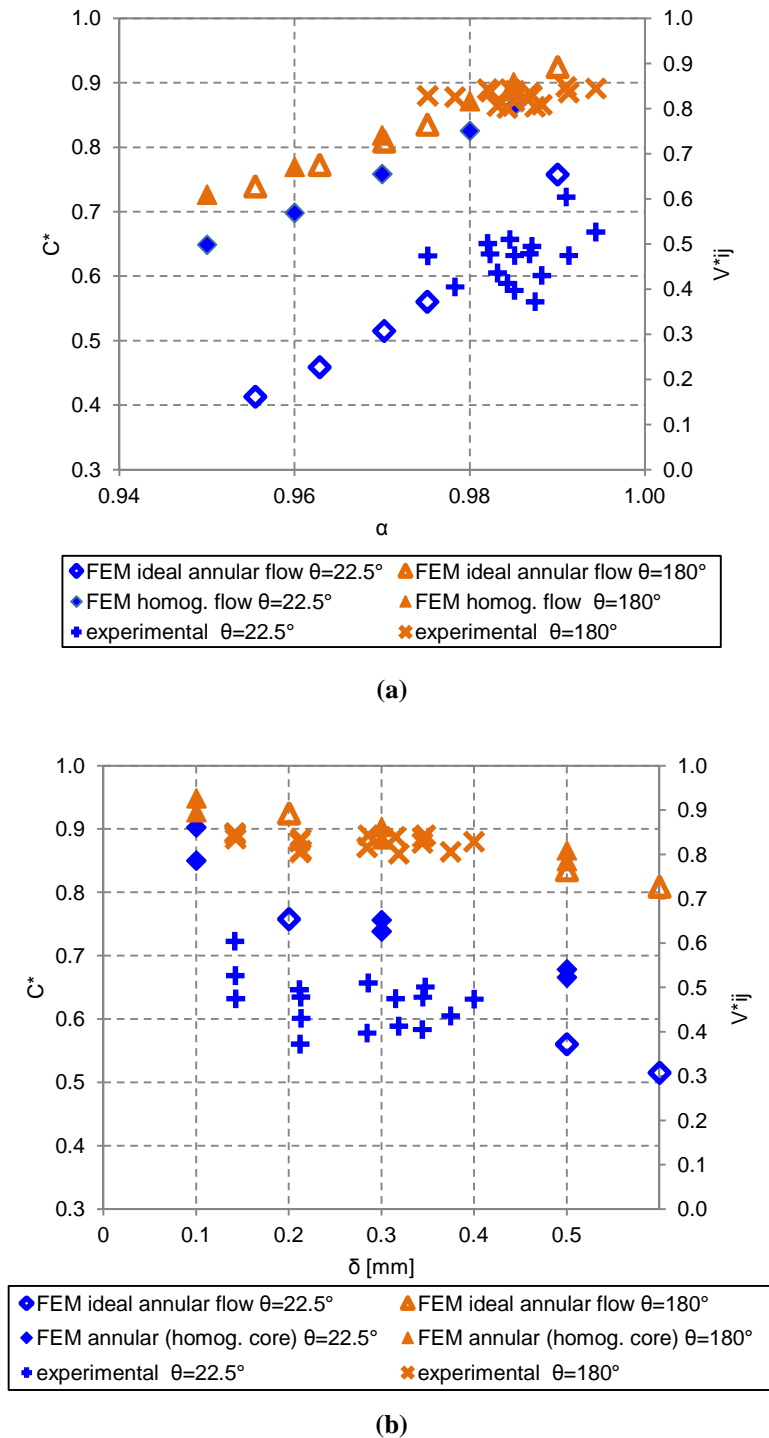 1.0
0.9
0.8
0.7
0.6
0.5
0.4
0.3
C*
1.0
0.9
0.8
0.7
0.6
0.5
0.4
0.3
0.2
0.1
0.0
V*ij
0.94
0.96
0.98
1.00
α
FEM ideal annular flow θ=22.5°
FEM ideal annular flow θ=180°
FEM homog. flow θ=22.5°
FEM homog. flow θ=180°
experimental θ=22.5°
experimental θ=180°
(a)
1.0
0.9
0.8
0.7
0.6
0.5
0.4
0.3
C*
1.0
0.9
0.8
0.7
0.6
0.5
0.4
0.3
0.2
0.1
0.0
V*ij
0
0.1
0.2
0.3
0.4
0.5
δ [mm]
FEM ideal annular flow θ=22.5°
FEM ideal annular flow θ=180°
FEM annular (homog. core) θ=22.5°
FEM annular (homog. core) θ=180°
experimental θ=22.5°
experimental θ=180°
(b)